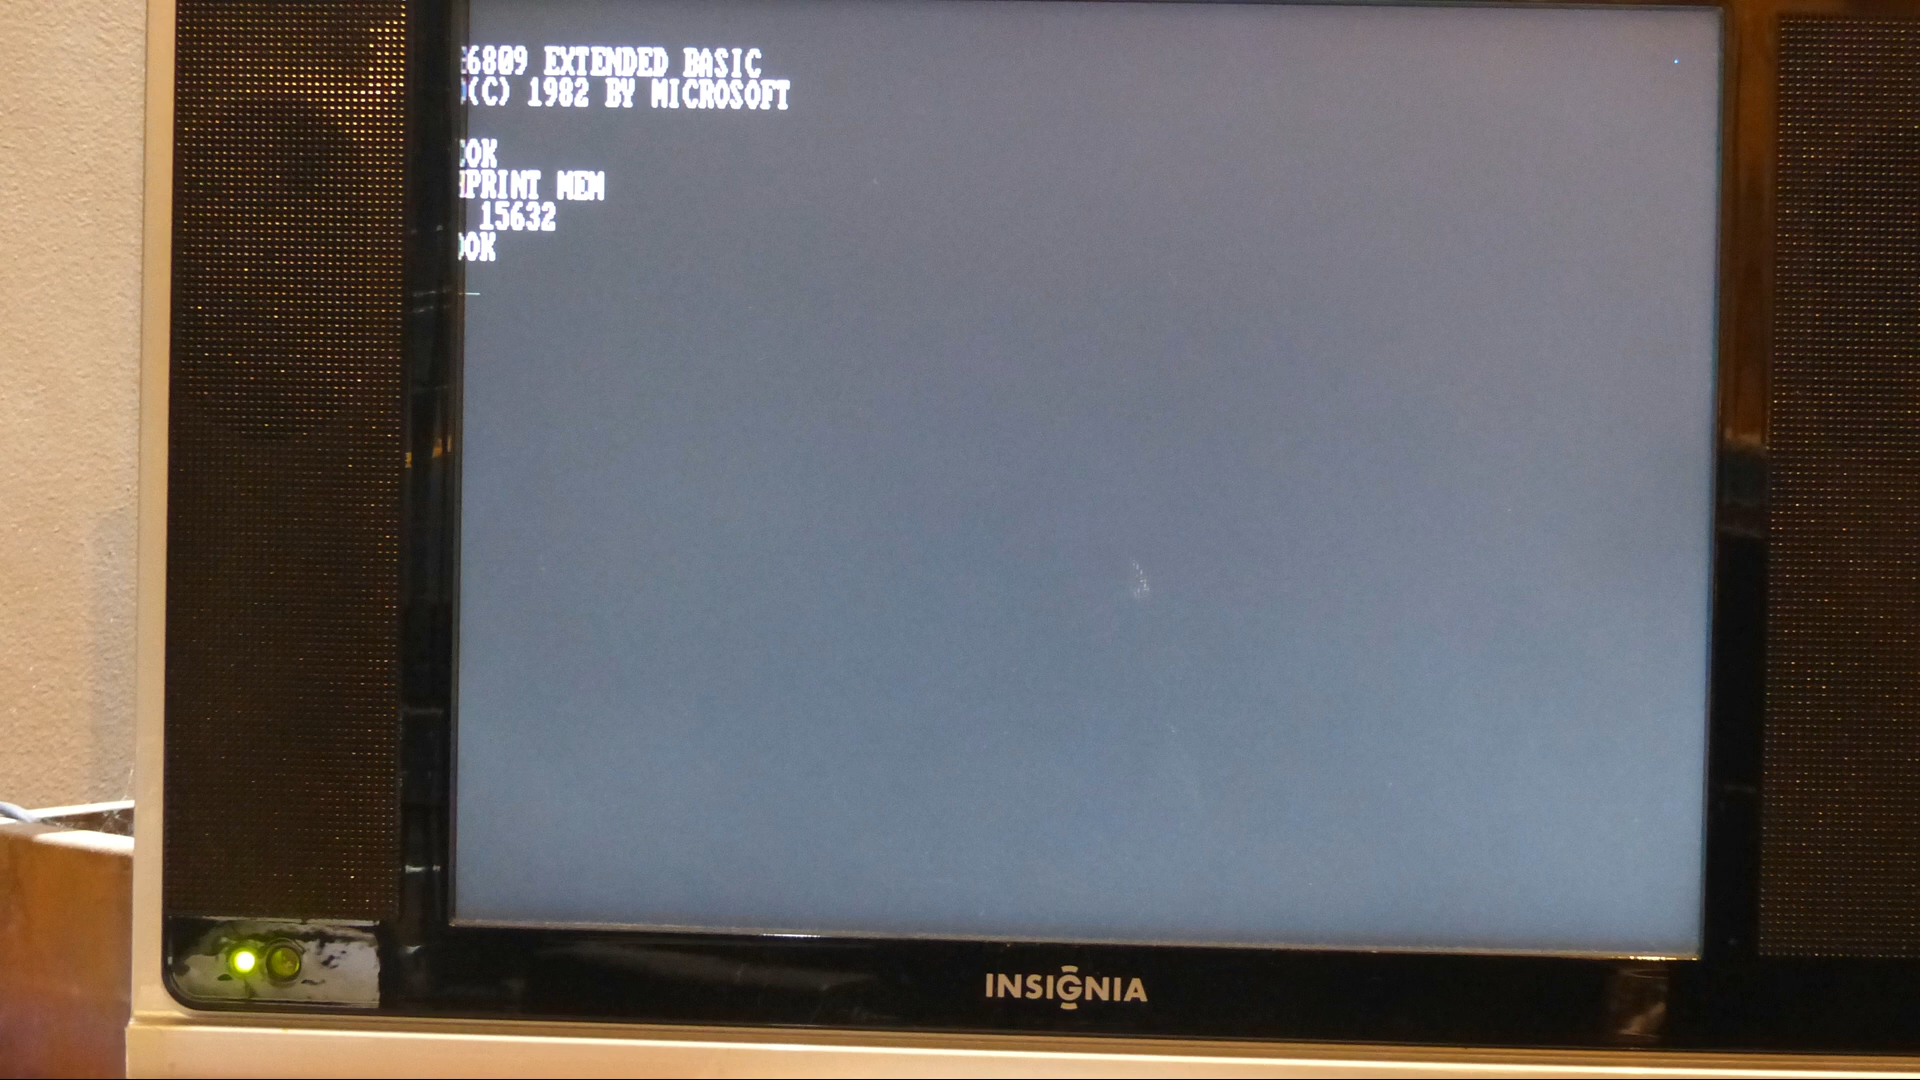 6809 EXTENDED BASIC
(C) 1982 BY MICROSOFT
OK
PRINT MEM
15632
OK
INSIGNIA